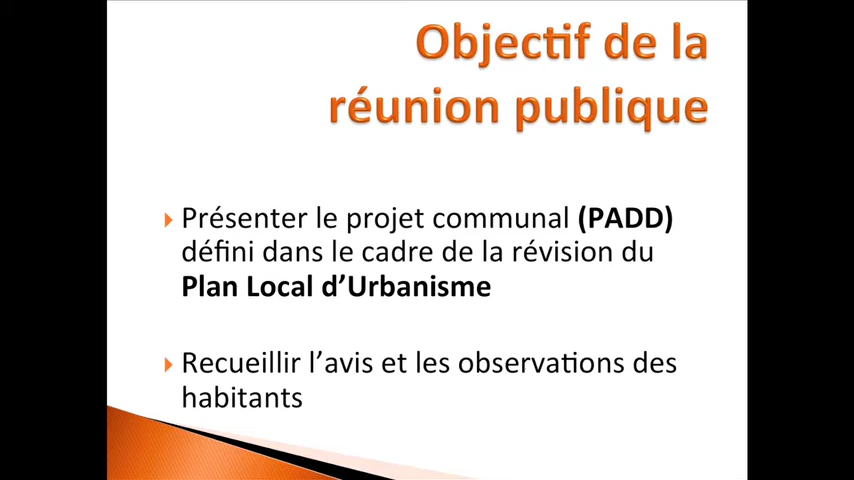 Objectif de la
réunion publique
Présenter le projet communal (PADD)
défini dans le cadre de la révision du
Plan Local d’Urbanisme
Recueillir l’avis et les observations des
habitants